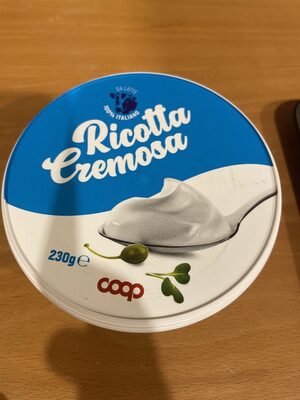 DA LATTE
100% ITALIANO
Ricotta
Cremosa
230g e
coop